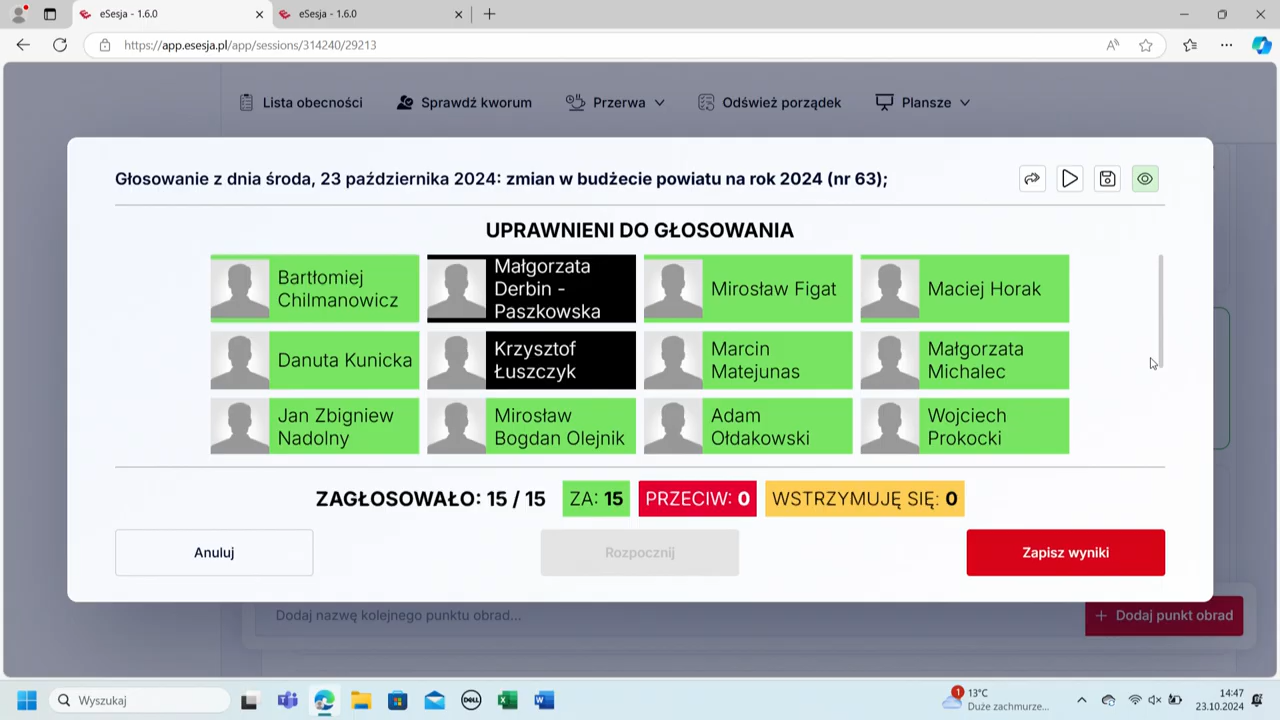 eSesja - 1.6.0
eSesja - 1.6.0
https://app.esesja.pl/app/sessions/314240/29213
Lista obecności
Sprawdź kworum
Przerwa
Odśwież porządek
Plansze
Głosowanie z dnia środa, 23 października 2024: zmian w budżecie powiatu na rok 2024 (nr 63);
UPRAWNIENI DO GŁOSOWANIA
Bartłomiej
Chilmanowicz
Małgorzata
Derbin -
Paszkowska
Mirosław Figat
Maciej Horak
Danuta Kunicka
Krzysztof
Łuszczyk
Marcin
Matejunas
Małgorzata
Michalec
Jan Zbigniew
Nadolny
Mirosław
Bogdan Olejnik
Adam
Ołdakowski
Wojciech
Prokocki
ZAGŁOSOWAŁO: 15 / 15
ZA: 15
PRZECIW: 0
WSTRZYMUJĘ SIĘ: 0
Anuluj
Rozpocznij
Zapisz wyniki
Dodaj nazwę kolejnego punktu obrad...
+ Dodaj punkt obrad
Wyszukaj
DELL
1
13°C
Duże zachmurze...
14:47
23.10.2024